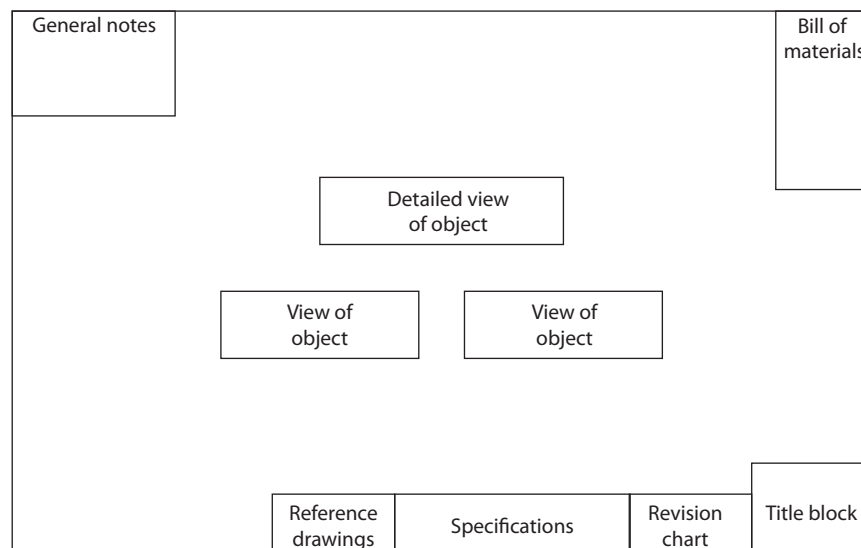 General notes
Bill of
materials
Detailed view
of object
View of
object
View of
object
Reference
drawings
Specifications
Revision
chart
Title block